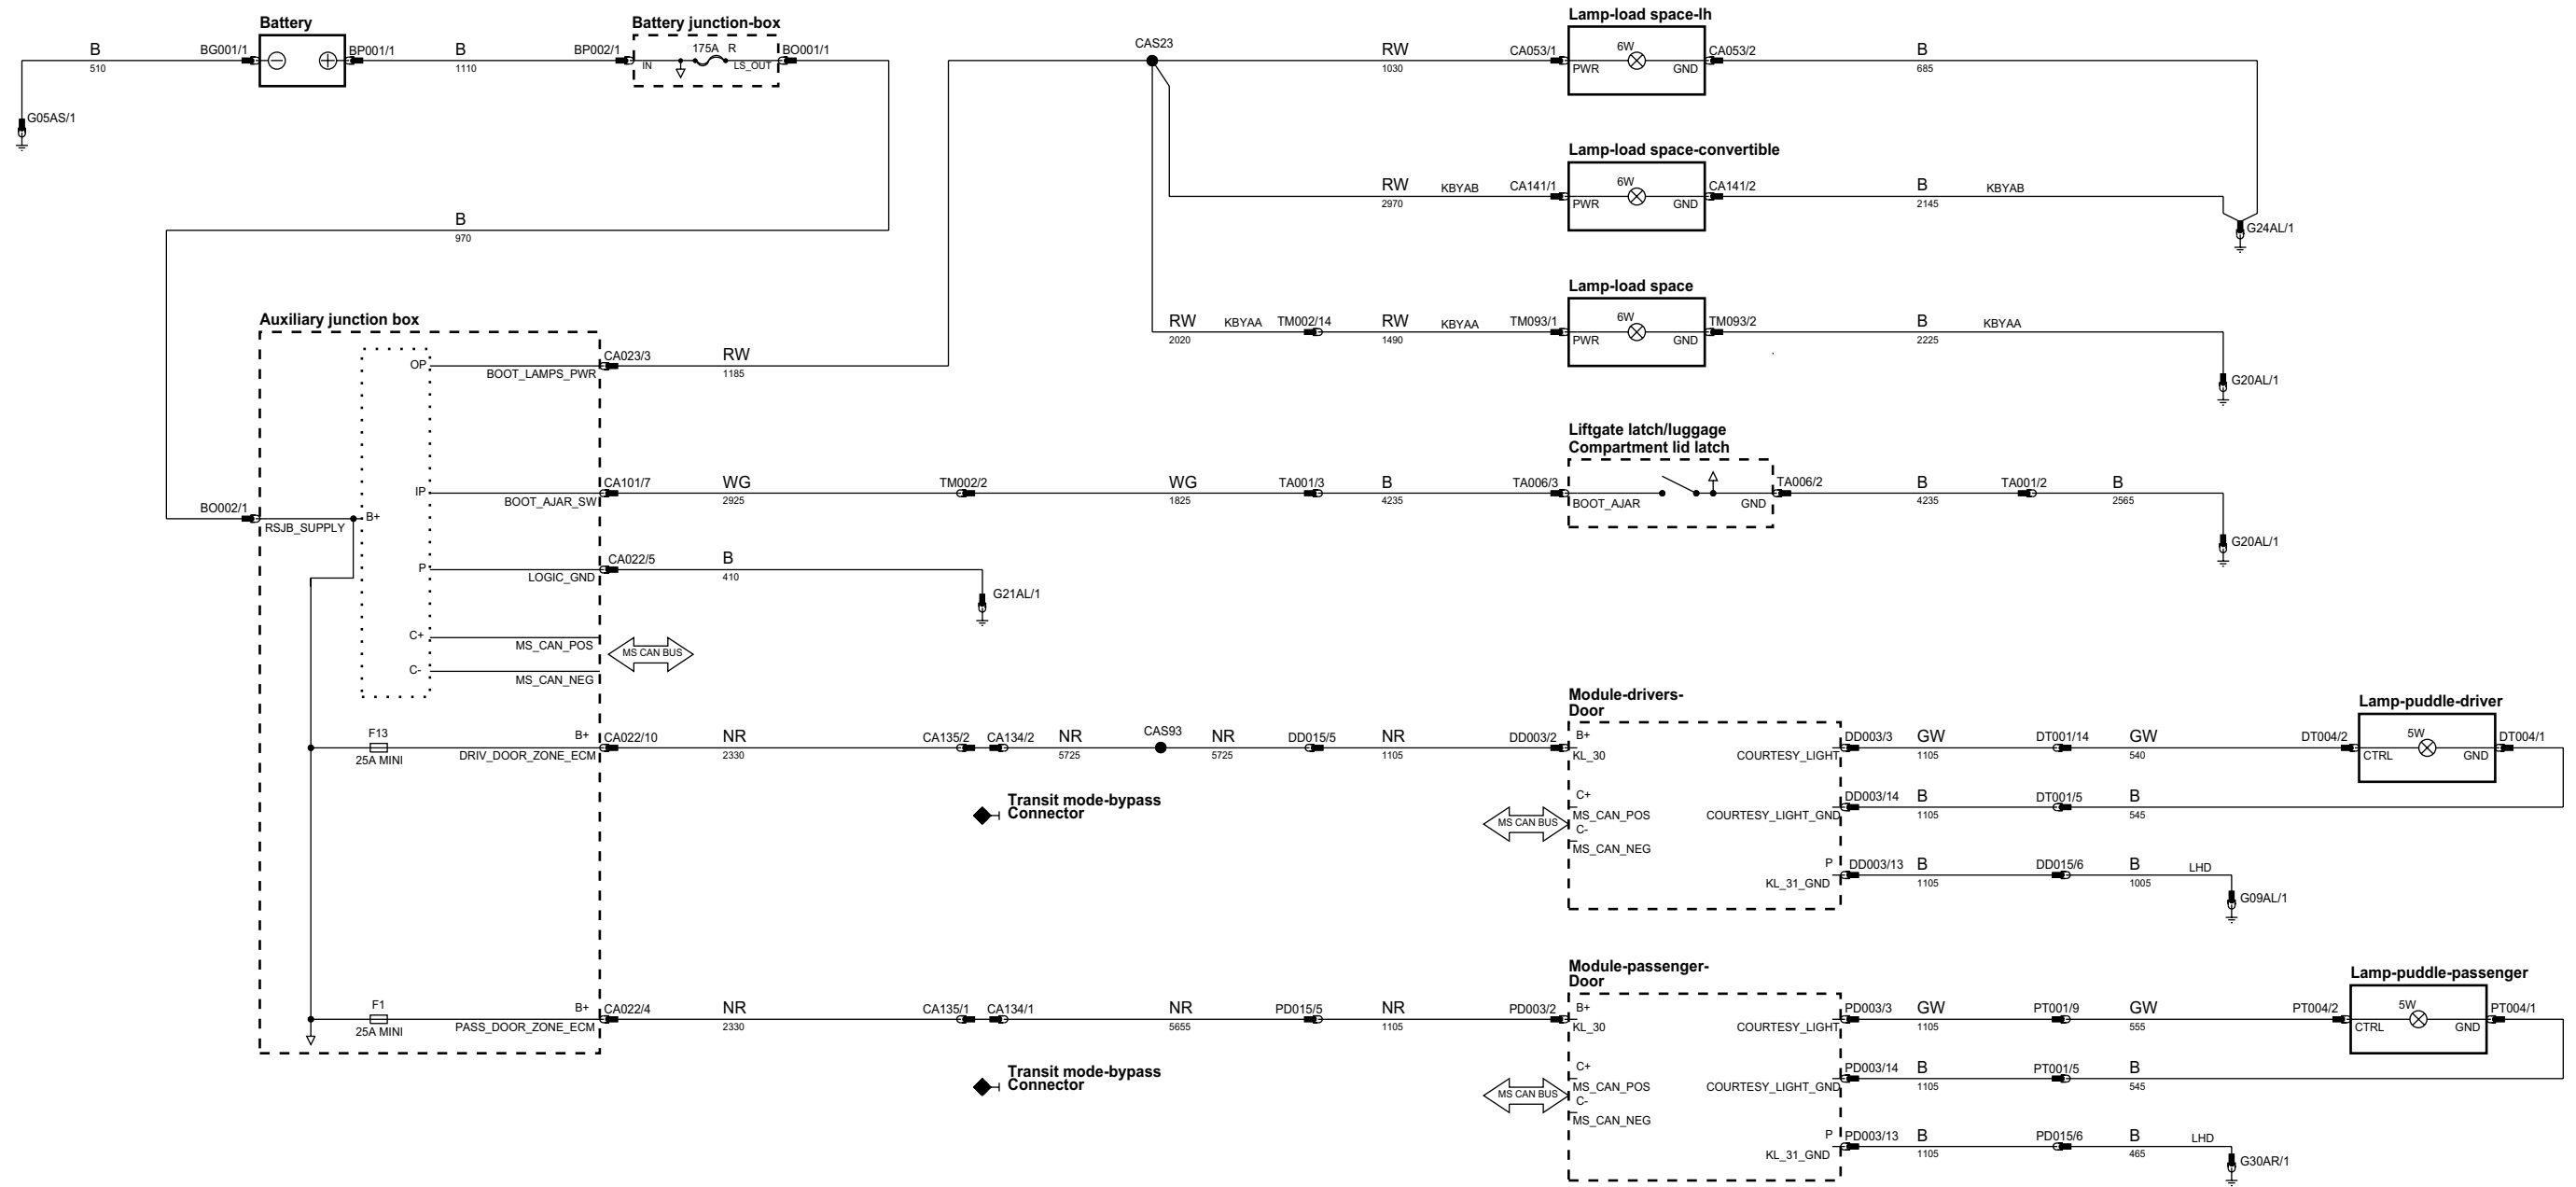 Battery
Battery junction-box
Lamp-load space-lh
B
510
BG001/1
BP001/1
B
1110
BP002/1
IN
175A R
LS_OUT
BO001/1
CAS23
RW
1030
CA053/1
6W
PWR
GND
CA053/2
B
685
G05AS/1
Lamp-load space-convertible
RW
2970
KBYAB
CA141/1
6W
PWR
GND
CA141/2
B
2145
KBYAB
G24AL/1
B
970
Lamp-load space
RW
2020
KBYAA
TM002/14
RW
1490
KBYAA
TM093/1
6W
PWR
GND
TM093/2
B
2225
KBYAA
G20AL/1
Auxiliary junction box
OP
BOOT_LAMPS_PWR
CA023/3
RW
1185
Liftgate latch/luggage
Compartment lid latch
IP
BOOT_AJAR_SW
CA101/7
WG
2925
TM002/2
WG
1825
TA001/3
B
4235
TA006/3
BOOT_AJAR
GND
TA006/2
B
4235
TA001/2
B
2565
G20AL/1
BO002/1
RSJB_SUPPLY
B+
P
LOGIC_GND
CA022/5
B
410
G21AL/1
C+
MS_CAN_POS
MS CAN BUS
C-
MS_CAN_NEG
Module-drivers-
Door
Lamp-puddle-driver
F13
25A MINI
B+
DRIV_DOOR_ZONE_ECM
CA022/10
NR
2330
CA135/2
CA134/2
NR
5725
CAS93
NR
5725
DD015/5
NR
1105
DD003/2
B+
KL_30
COURTESY_LIGHT
DD003/3
GW
1105
DT001/14
GW
540
DT004/2
5W
CTRL
GND
DT004/1
Transit mode-bypass
Connector
MS CAN BUS
C+
MS_CAN_POS
C-
MS_CAN_NEG
COURTESY_LIGHT_GND
DD003/14
B
1105
DT001/5
B
545
P
KL_31_GND
DD003/13
B
1105
DD015/6
B
1005
LHD
G09AL/1
Module-passenger-
Door
Lamp-puddle-passenger
F1
25A MINI
B+
PASS_DOOR_ZONE_ECM
CA022/4
NR
2330
CA135/1
CA134/1
NR
5655
PD015/5
NR
1105
PD003/2
B+
KL_30
COURTESY_LIGHT
PD003/3
GW
1105
PT001/9
GW
555
PT004/2
5W
CTRL
GND
PT004/1
Transit mode-bypass
Connector
MS CAN BUS
C+
MS_CAN_POS
C-
MS_CAN_NEG
COURTESY_LIGHT_GND
PD003/14
B
1105
PT001/5
B
545
P
KL_31_GND
PD003/13
B
1105
PD015/6
B
465
LHD
G30AR/1